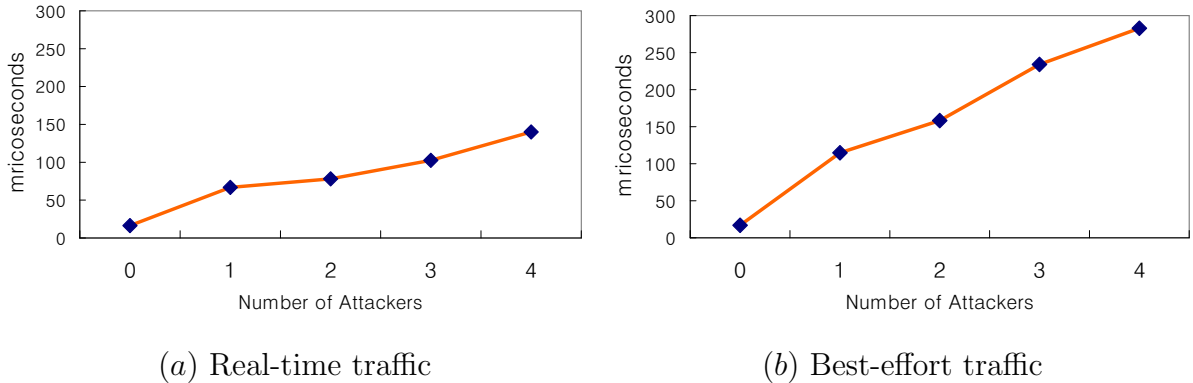 300
250
200
150
100
50
0
mricoseconds
0 1 2 3 4
Number of Attackers
(a) Real-time traffic
300
250
200
150
100
50
0
mricoseconds
0 1 2 3 4
Number of Attackers
(b) Best-effort traffic